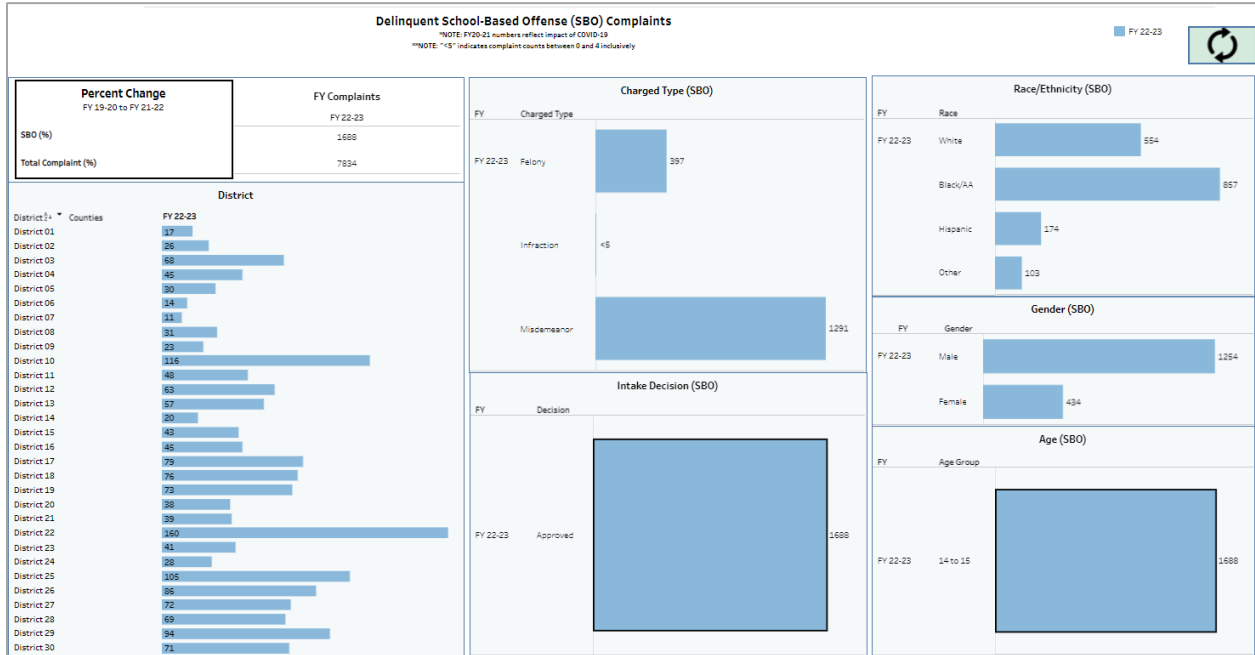 Delinquent School-Based Offense (SBO) Complaints
*NOTE: FY20-21 numbers reflect impact of COVID-19
**NOTE: "<5" indicates complaint counts between 0 and 4 inclusively
FY 22-23
Percent Change
FY 19-20 to FY 21-22
SBO (%)
Total Complaint (%)
FY Complaints
FY 22-23
1688
7834
District
District Counties FY 22-23
District 01 17
District 02 26
District 03 68
District 04 45
District 05 30
District 06 14
District 07 11
District 08 31
District 09 23
District 10 116
District 11 48
District 12 63
District 13 57
District 14 20
District 15 43
District 16 45
District 17 79
District 18 76
District 19 73
District 20 38
District 21 39
District 22 160
District 23 41
District 24 28
District 25 105
District 26 86
District 27 72
District 28 69
District 29 94
District 30 71
Charged Type (SBO)
FY Charged Type
FY 22-23 Felony 397
Infraction <5
Misdemeanor 1291
Intake Decision (SBO)
FY Decision
FY 22-23 Approved 1688
Race/Ethnicity (SBO)
FY Race
FY 22-23 White 554
Black/AA 857
Hispanic 174
Other 103
Gender (SBO)
FY Gender
FY 22-23 Male 1254
Female 434
Age (SBO)
FY Age Group
FY 22-23 14 to 15 1688